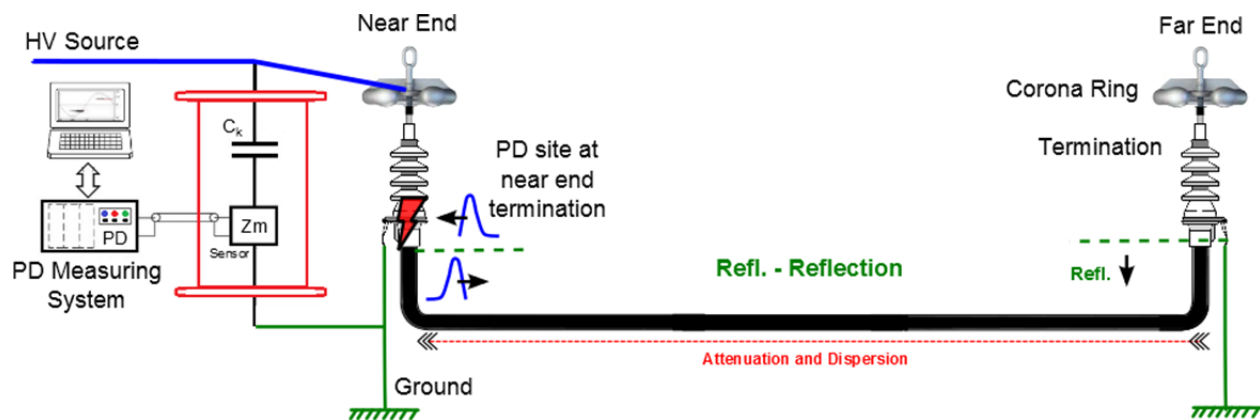 Near End
Far End
HV Source
Corona Ring
Ck
PD site at
near end
termination
Termination
Zm
PD
Sensor
PD Measuring
System
Refl. - Reflection
Refl.
Attenuation and Dispersion
Ground